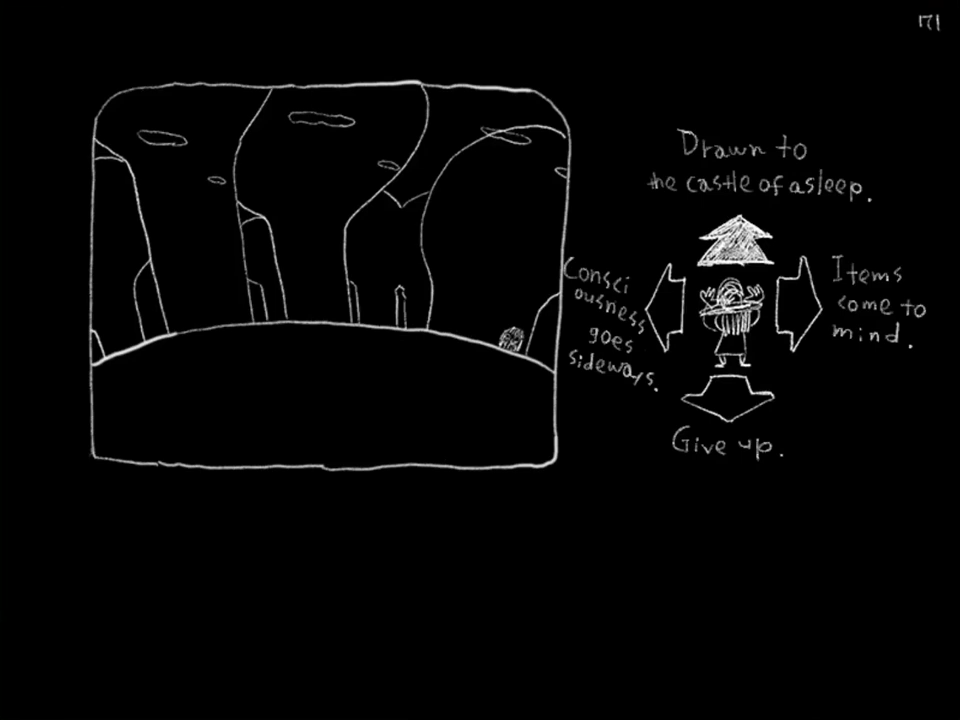 171
Drawn to
the castle of asleep.
Consci
ousness
goes
sideways.
Items
come to
mind.
Give up.